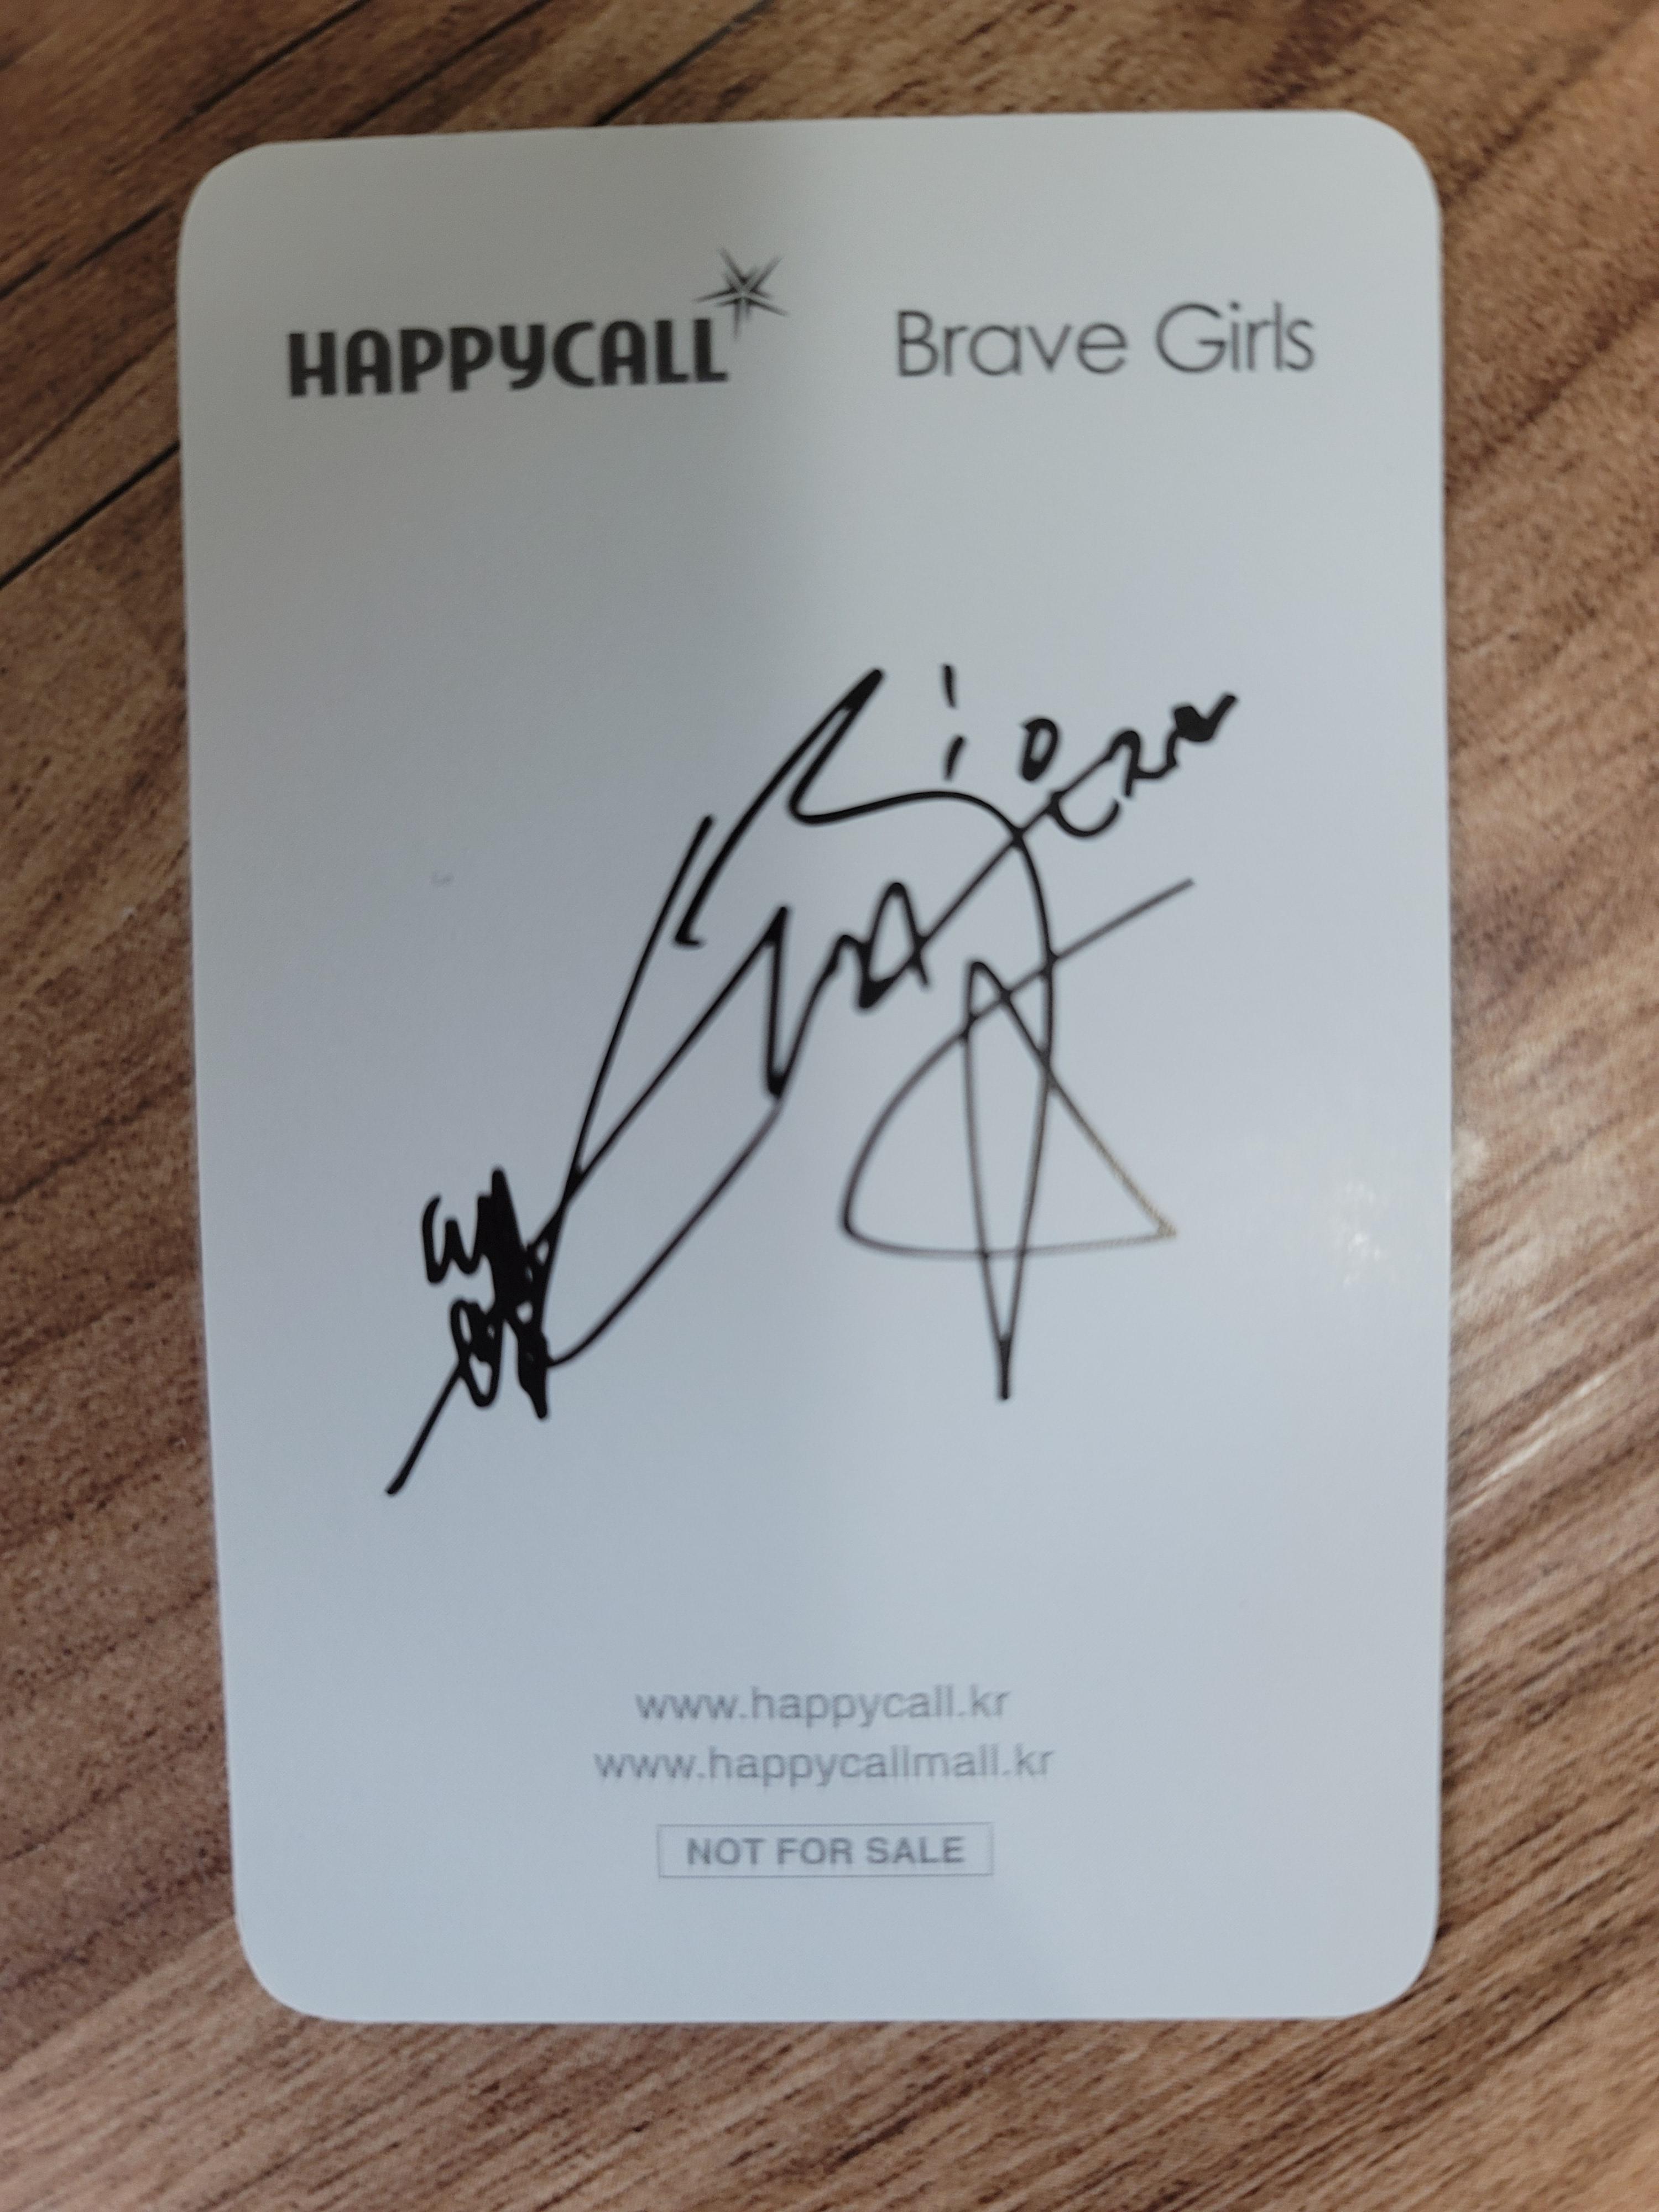 HAPPYCALL Brave Girls
www.happycall.kr
www.happycallmall.kr
NOT FOR SALE